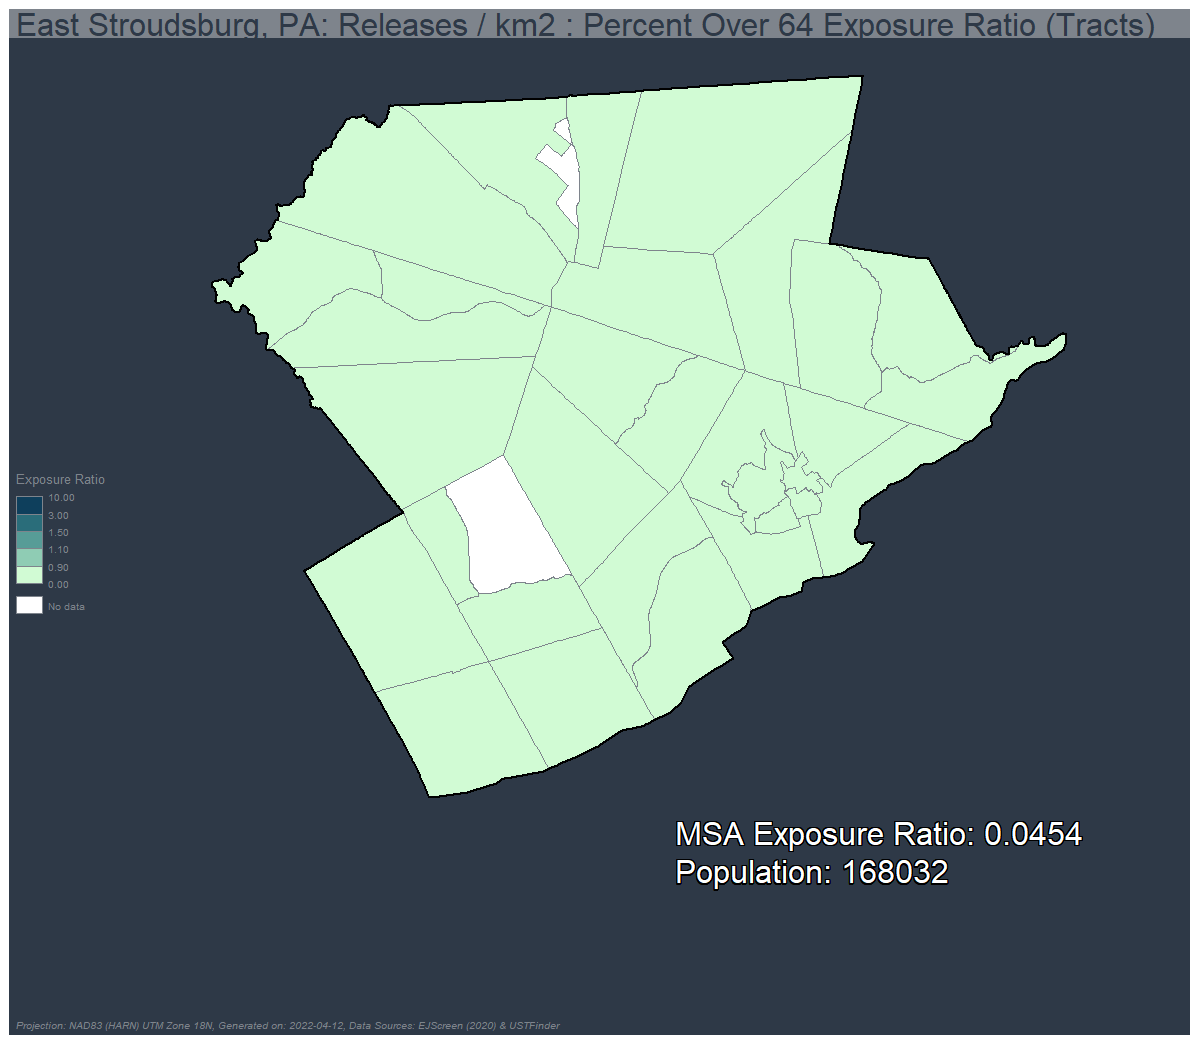 East Stroudsburg, PA: Releases / km2 : Percent Over 64 Exposure Ratio (Tracts)
Exposure Ratio
10.00
3.00
1.50
1.10
0.90
0.00
No data
MSA Exposure Ratio: 0.0454
Population: 168032
Projection: NAD83 (HARN) UTM Zone 18N, Generated on: 2022-04-12, Data Sources: EJScreen (2020) & USTFinder